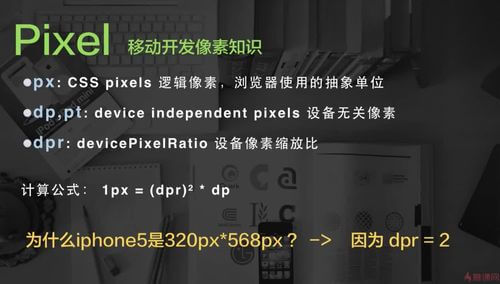 Pixel 移动开发像素知识
●px: CSS pixels 逻辑像素，浏览器使用的抽象单位
●dp,pt: device independent pixels 设备无关像素
●dpr: devicePixelRatio 设备像素缩放比
计算公式： 1px = (dpr)² * dp
为什么iphone5是320px*568px？ -> 因为 dpr = 2
慕课网